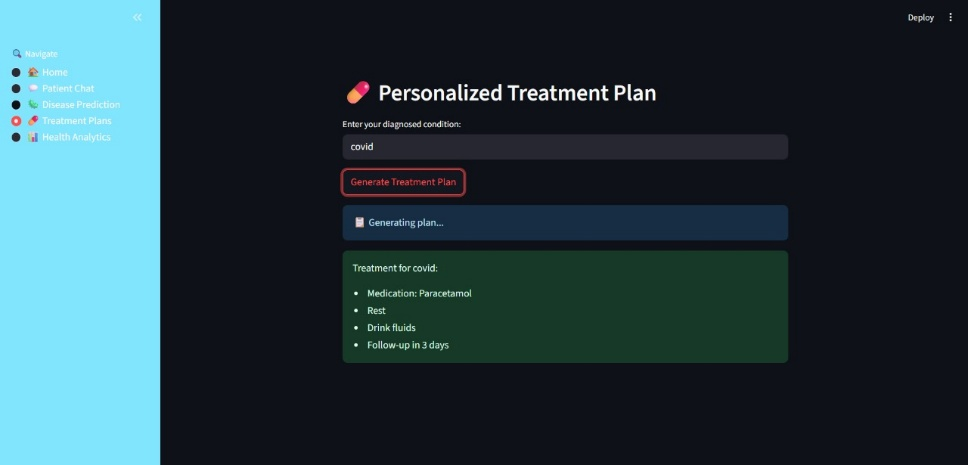 Deploy
Navigate
Home
Patient Chat
Disease Prediction
Treatment Plans
Health Analytics
Personalized Treatment Plan
Enter your diagnosed condition:
covid
Generate Treatment Plan
Generating plan...
Treatment for covid:
Medication: Paracetamol
Rest
Drink fluids
Follow-up in 3 days